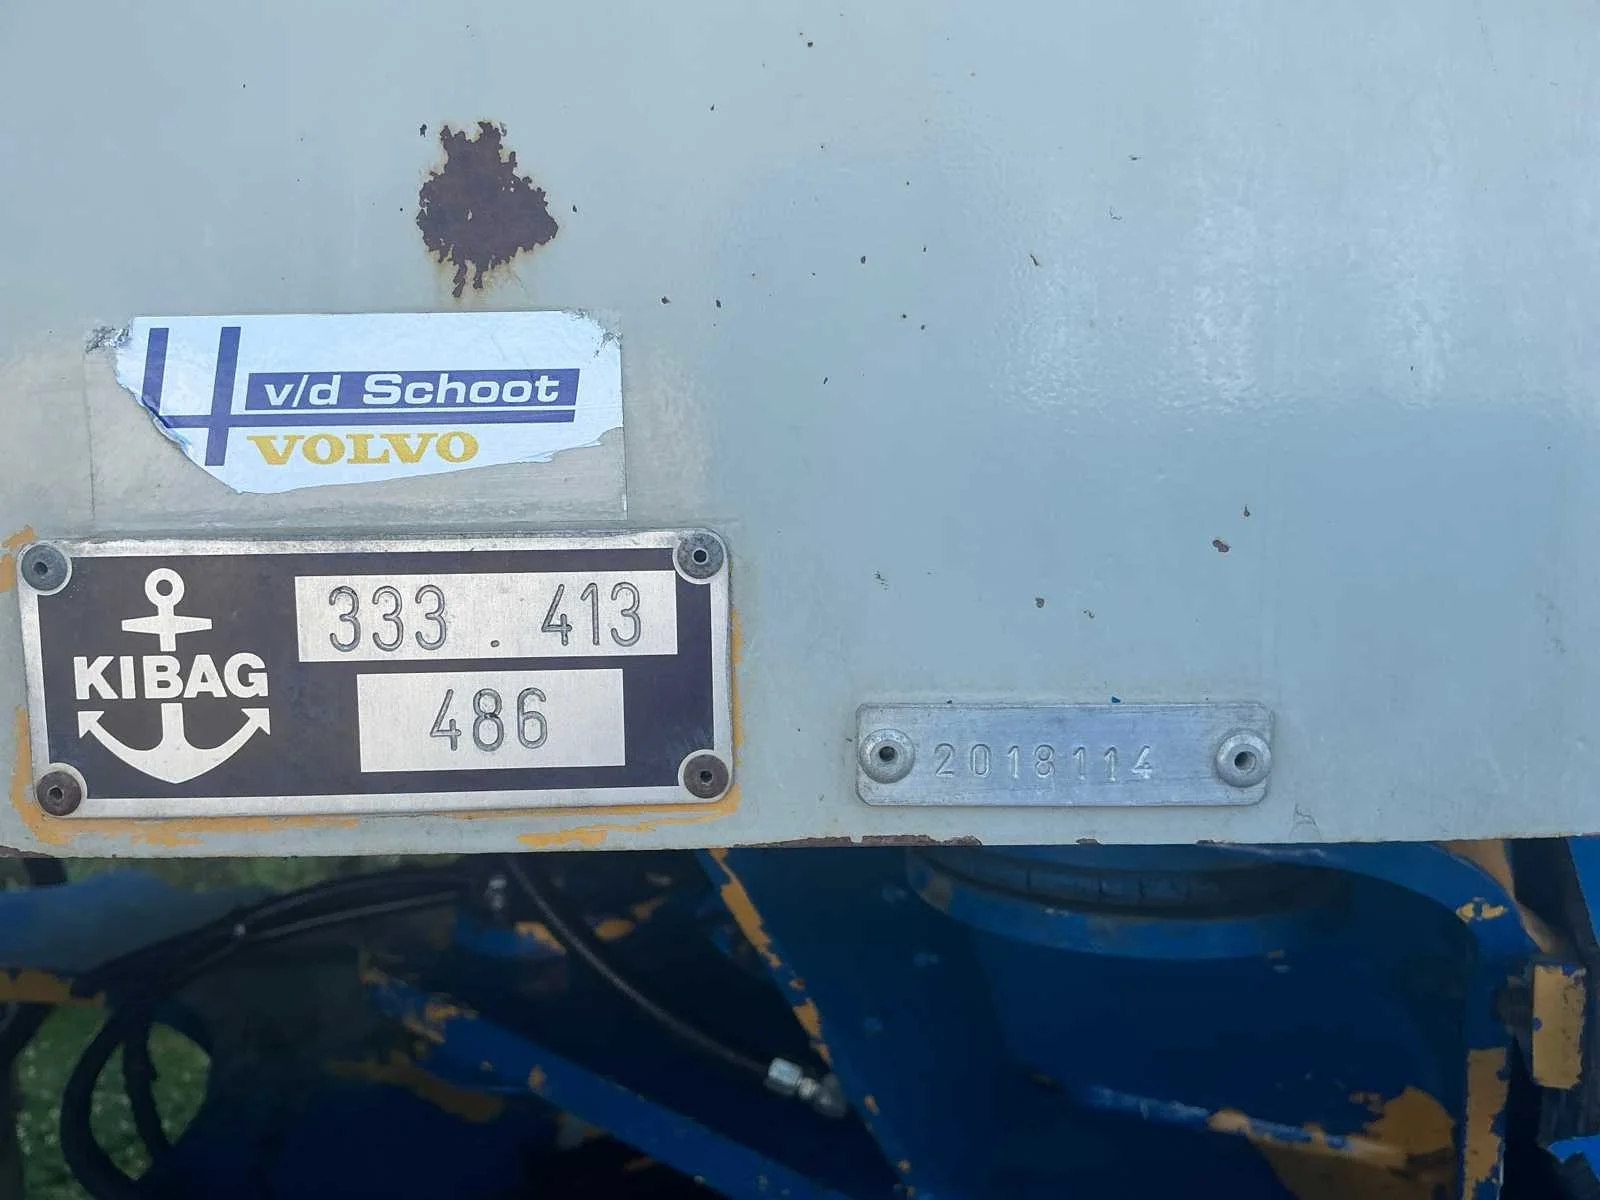 v/d Schoot
VOLVO
KIBAG
333.413
486
2018114